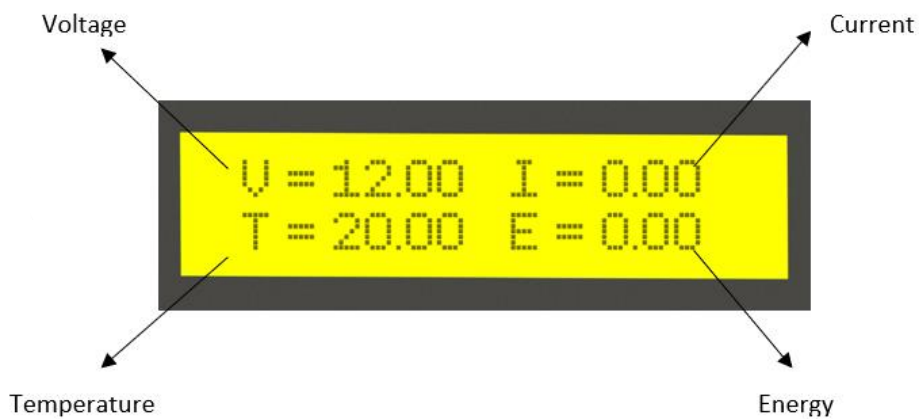 Voltage Current
V = 12.00 I = 0.00
T = 20.00 E = 0.00
Temperature Energy